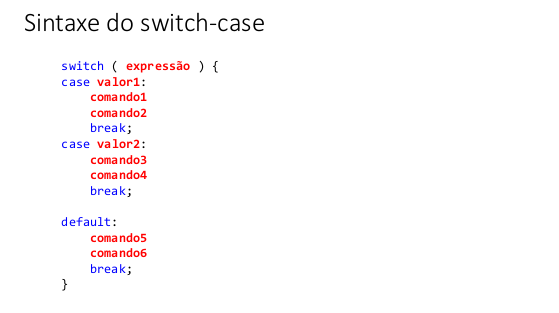 Sintaxe do switch-case
switch ( expressão ) {
case valor1:
comando1
comando2
break;
case valor2:
comando3
comando4
break;
default:
comando5
comando6
break;
}